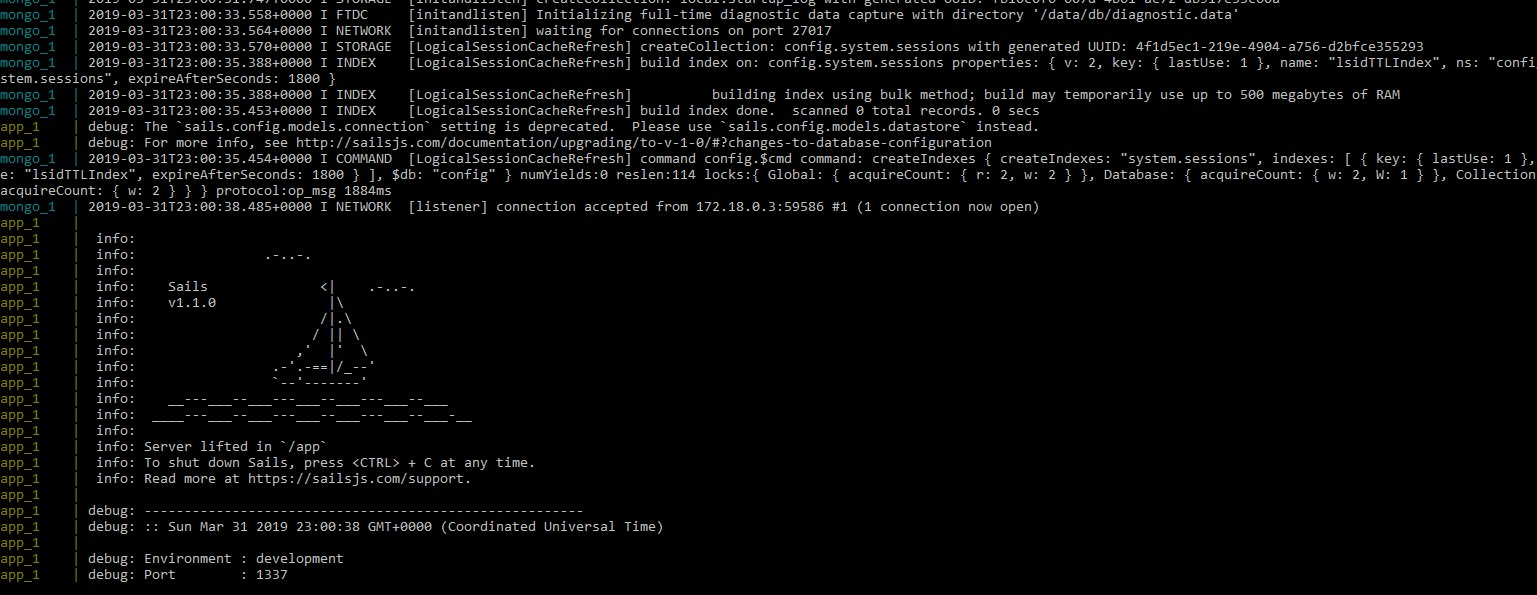 mongo_1  | 2019-03-31T23:00:33.558+0000 I FTDC     [initandlisten] Initializing full-time diagnostic data capture with directory '/data/db/diagnostic.data'
mongo_1  | 2019-03-31T23:00:33.564+0000 I NETWORK  [initandlisten] waiting for connections on port 27017
mongo_1  | 2019-03-31T23:00:33.570+0000 I STORAGE  [LogicalSessionCacheRefresh] createCollection: config.system.sessions with generated UUID: 4f1d5ec1-219e-4904-a756-d2bfce355293
mongo_1  | 2019-03-31T23:00:35.388+0000 I INDEX    [LogicalSessionCacheRefresh] build index on: config.system.sessions properties: { v: 2, key: { lastUse: 1 }, name: "lsidTTLIndex", ns: "confi
stem.sessions", expireAfterSeconds: 1800 }
mongo_1  | 2019-03-31T23:00:35.388+0000 I INDEX    [LogicalSessionCacheRefresh]          building index using bulk method; build may temporarily use up to 500 megabytes of RAM
mongo_1  | 2019-03-31T23:00:35.453+0000 I INDEX    [LogicalSessionCacheRefresh] build index done.  scanned 0 total records. 0 secs
app_1    | debug: The `sails.config.models.connection` setting is deprecated.  Please use `sails.config.models.datastore` instead.
app_1    | debug: For more info, see http://sailsjs.com/documentation/upgrading/to-v-1-0/#?changes-to-database-configuration
mongo_1  | 2019-03-31T23:00:35.454+0000 I COMMAND  [LogicalSessionCacheRefresh] command config.$cmd command: createIndexes { createIndexes: "system.sessions", indexes: [ { key: { lastUse: 1 },
e: "lsidTTLIndex", expireAfterSeconds: 1800 } ], $db: "config" } numYields:0 reslen:114 locks:{ Global: { acquireCount: { r: 2, w: 2 } }, Database: { acquireCount: { w: 2, W: 1 } }, Collection
acquireCount: { w: 2 } } } protocol:op_msg 1884ms
mongo_1  | 2019-03-31T23:00:38.485+0000 I NETWORK  [listener] connection accepted from 172.18.0.3:59586 #1 (1 connection now open)
app_1    |
app_1    |  info:
app_1    |  info:                .-..-.
app_1    |  info:
app_1    |  info:    Sails              <|    .-..-.
app_1    |  info:    v1.1.0              |\
app_1    |  info:                       /|.\
app_1    |  info:                      / || \
app_1    |  info:                    ,'  |'  \
app_1    |  info:                 .-'.-==|/_--'
app_1    |  info:                 `--'-------'
app_1    |  info:    __---___--___---___--___---___--___
app_1    |  info:  ____---___--___---___--___---___--___-__
app_1    |  info:
app_1    |  info: Server lifted in `/app`
app_1    |  info: To shut down Sails, press <CTRL> + C at any time.
app_1    |  info: Read more at https://sailsjs.com/support.
app_1    |
app_1    | debug: -------------------------------------------------------
app_1    | debug: :: Sun Mar 31 2019 23:00:38 GMT+0000 (Coordinated Universal Time)
app_1    |
app_1    | debug: Environment : development
app_1    | debug: Port        : 1337